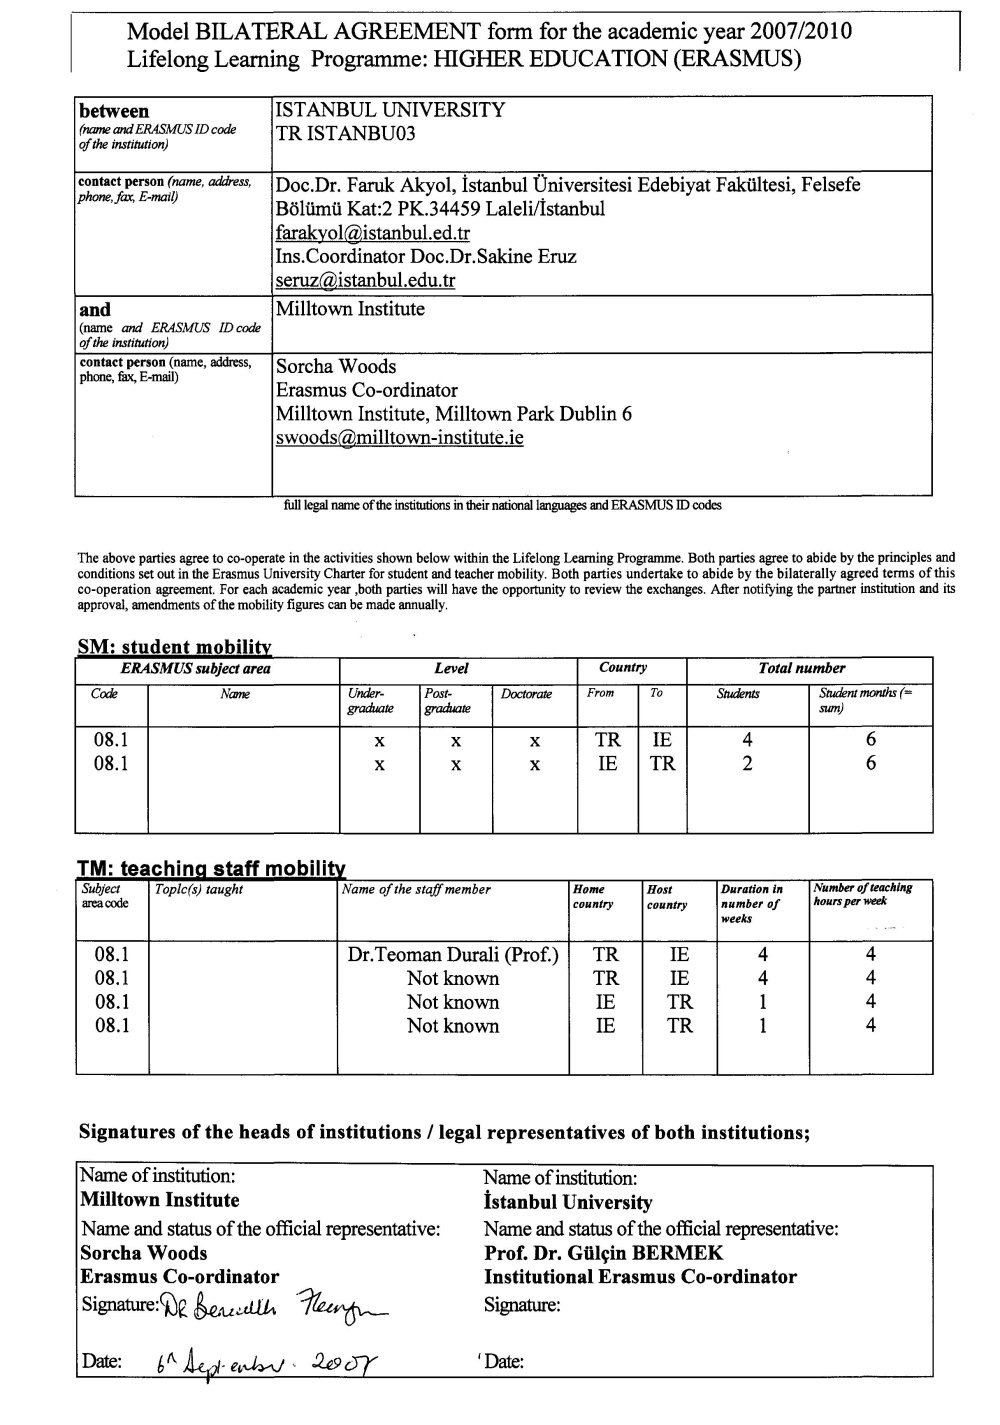 Model BILATERAL AGREEMENT form for the academic year 2007/2010
Lifelong Learning Programme: HIGHER EDUCATION (ERASMUS)
between
(name and ERASMUS ID code
of the institution)
ISTANBUL UNIVERSITY
TR ISTANBU03
contact person (name, address,
phone, fax, E-mail)
Doc.Dr. Faruk Akyol, İstanbul Üniversitesi Edebiyat Fakültesi, Felsefe
Bölümü Kat:2 PK.34459 Laleli/İstanbul
farakyol@istanbul.ed.tr
Ins.Coordinator Doc.Dr.Sakine Eruz
seruz@istanbul.edu.tr
and
(name and ERASMUS ID code
of the institution)
Milltown Institute
contact person (name, address,
phone, fax, E-mail)
Sorcha Woods
Erasmus Co-ordinator
Milltown Institute, Milltown Park Dublin 6
swoods@milltown-institute.ie
full legal name of the institutions in their national languages and ERASMUS ID codes
The above parties agree to co-operate in the activities shown below within the Lifelong Learning Programme. Both parties agree to abide by the principles and
conditions set out in the Erasmus University Charter for student and teacher mobility. Both parties undertake to abide by the bilaterally agreed terms of this
co-operation agreement. For each academic year ,both parties will have the opportunity to review the exchanges. After notifying the partner institution and its
approval, amendments of the mobility figures can be made annually.
SM: student mobility
ERASMUS subject area Level Country Total number
Code Name Under-graduate Post-graduate Doctorate From To Students Student months (= sum)
08.1 x x x TR IE 4 6
08.1 x x x IE TR 2 6
TM: teaching staff mobility
Subject area code Topic(s) taught Name of the staff member Home country Host country Duration in number of weeks Number of teaching hours per week
08.1 Dr.Teoman Durali (Prof.) TR IE 4 4
08.1 Not known TR IE 4 4
08.1 Not known IE TR 1 4
08.1 Not known IE TR 1 4
Signatures of the heads of institutions / legal representatives of both institutions;
Name of institution:
Milltown Institute
Name and status of the official representative:
Sorcha Woods
Erasmus Co-ordinator
Signature: DR
Date: 6th September. 2007
Name of institution:
İstanbul University
Name and status of the official representative:
Prof. Dr. Gülçin BERMEK
Institutional Erasmus Co-ordinator
Signature:
Date: